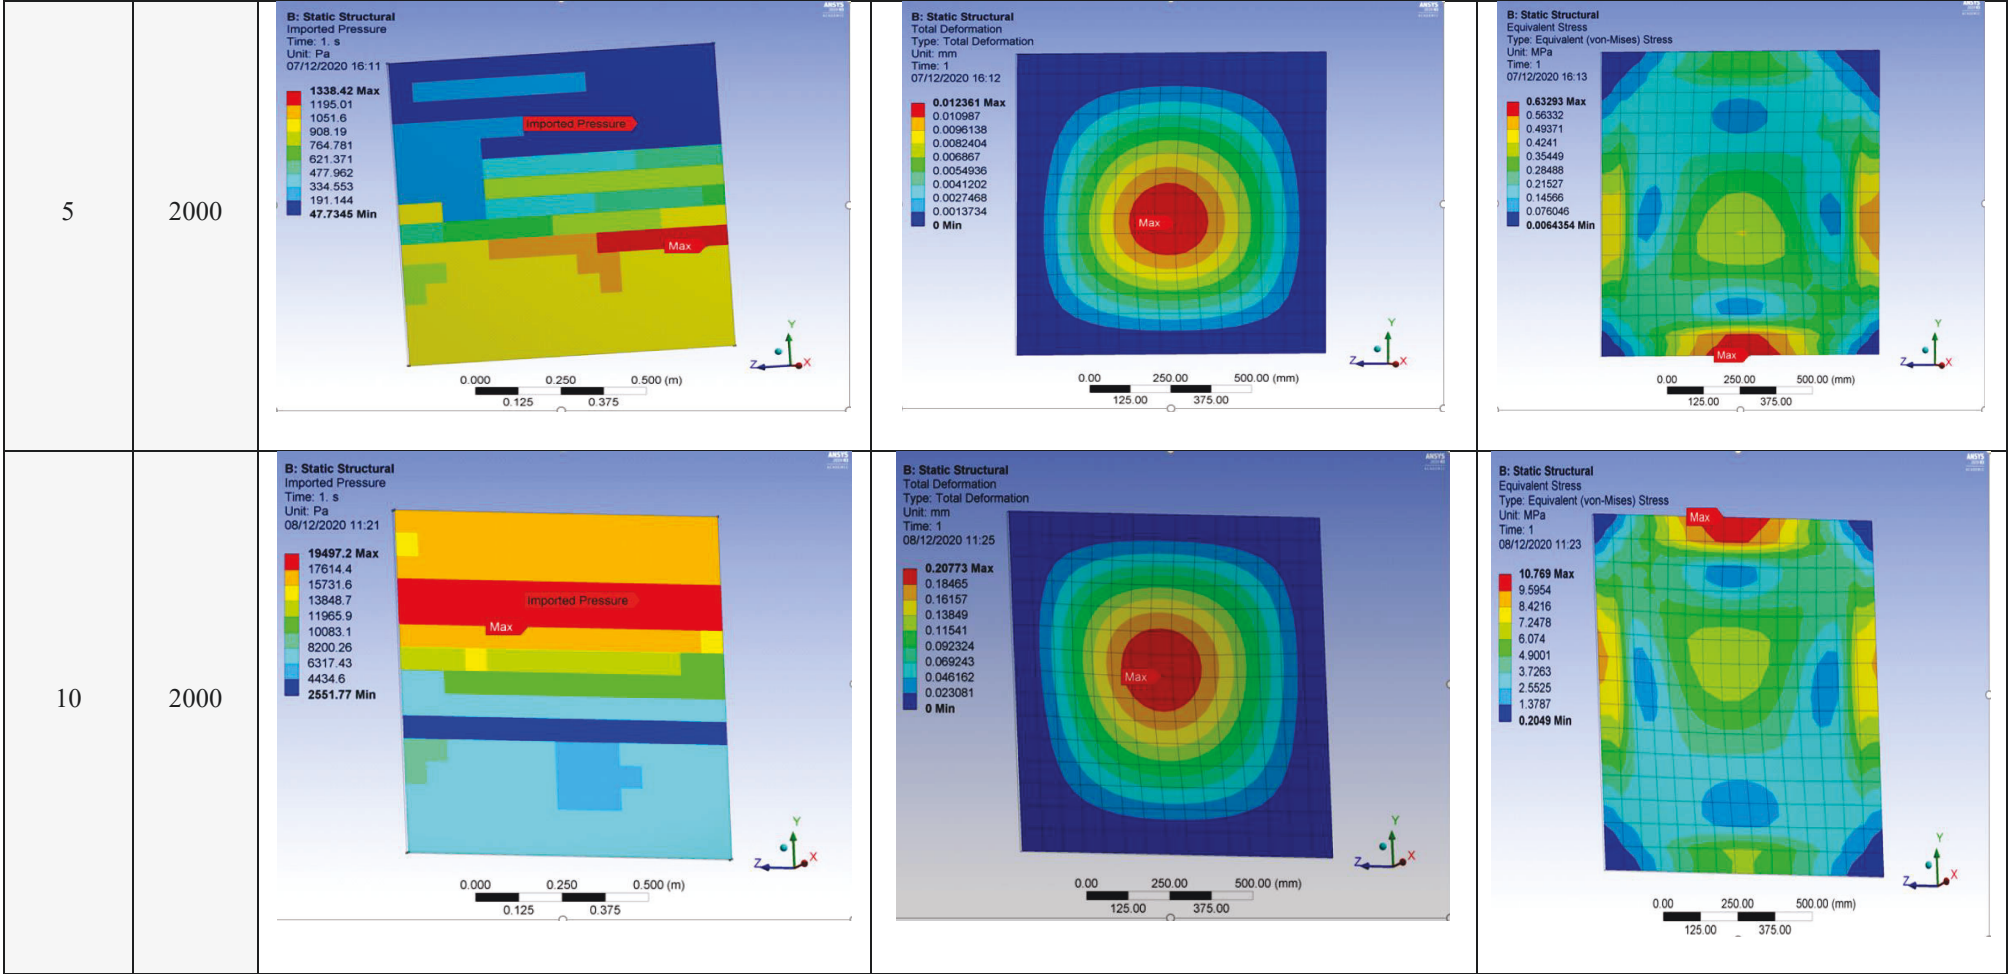 5
2000
ANSYS
B: Static Structural
Imported Pressure
Time: 1. s
Unit: Pa
07/12/2020 16:11
1338.42 Max
1195.01
1051.6
908.19
764.781
621.371
477.962
334.553
191.144
47.7345 Min
Imported Pressure
Max
Y
Z
X
0.000 0.250 0.500 (m)
0.125 0.375
ANSYS
B: Static Structural
Total Deformation
Type: Total Deformation
Unit: mm
Time: 1
07/12/2020 16:12
0.012361 Max
0.010987
0.0096138
0.0082404
0.006867
0.0054936
0.0041202
0.0027468
0.0013734
0 Min
Max
Y
Z
X
0.00 250.00 500.00 (mm)
125.00 375.00
ANSYS
B: Static Structural
Equivalent Stress
Type: Equivalent (von-Mises) Stress
Unit: MPa
Time: 1
07/12/2020 16:13
0.63293 Max
0.56332
0.49371
0.4241
0.35449
0.28488
0.21527
0.14566
0.076046
0.0064354 Min
Max
Y
Z
X
0.00 250.00 500.00 (mm)
125.00 375.00
10
2000
ANSYS
B: Static Structural
Imported Pressure
Time: 1. s
Unit: Pa
08/12/2020 11:21
19497.2 Max
17614.4
15731.6
13848.7
11965.9
10083.1
8200.26
6317.43
4434.6
2551.77 Min
Imported Pressure
Max
Y
Z
X
0.000 0.250 0.500 (m)
0.125 0.375
ANSYS
B: Static Structural
Total Deformation
Type: Total Deformation
Unit: mm
Time: 1
08/12/2020 11:25
0.20773 Max
0.18465
0.16157
0.13849
0.11541
0.092324
0.069243
0.046162
0.023081
0 Min
Max
Y
Z
X
0.00 250.00 500.00 (mm)
125.00 375.00
ANSYS
B: Static Structural
Equivalent Stress
Type: Equivalent (von-Mises) Stress
Unit: MPa
Time: 1
08/12/2020 11:23
10.769 Max
9.5954
8.4216
7.2478
6.074
4.9001
3.7263
2.5525
1.3787
0.2049 Min
Max
Y
Z
X
0.00 250.00 500.00 (mm)
125.00 375.00